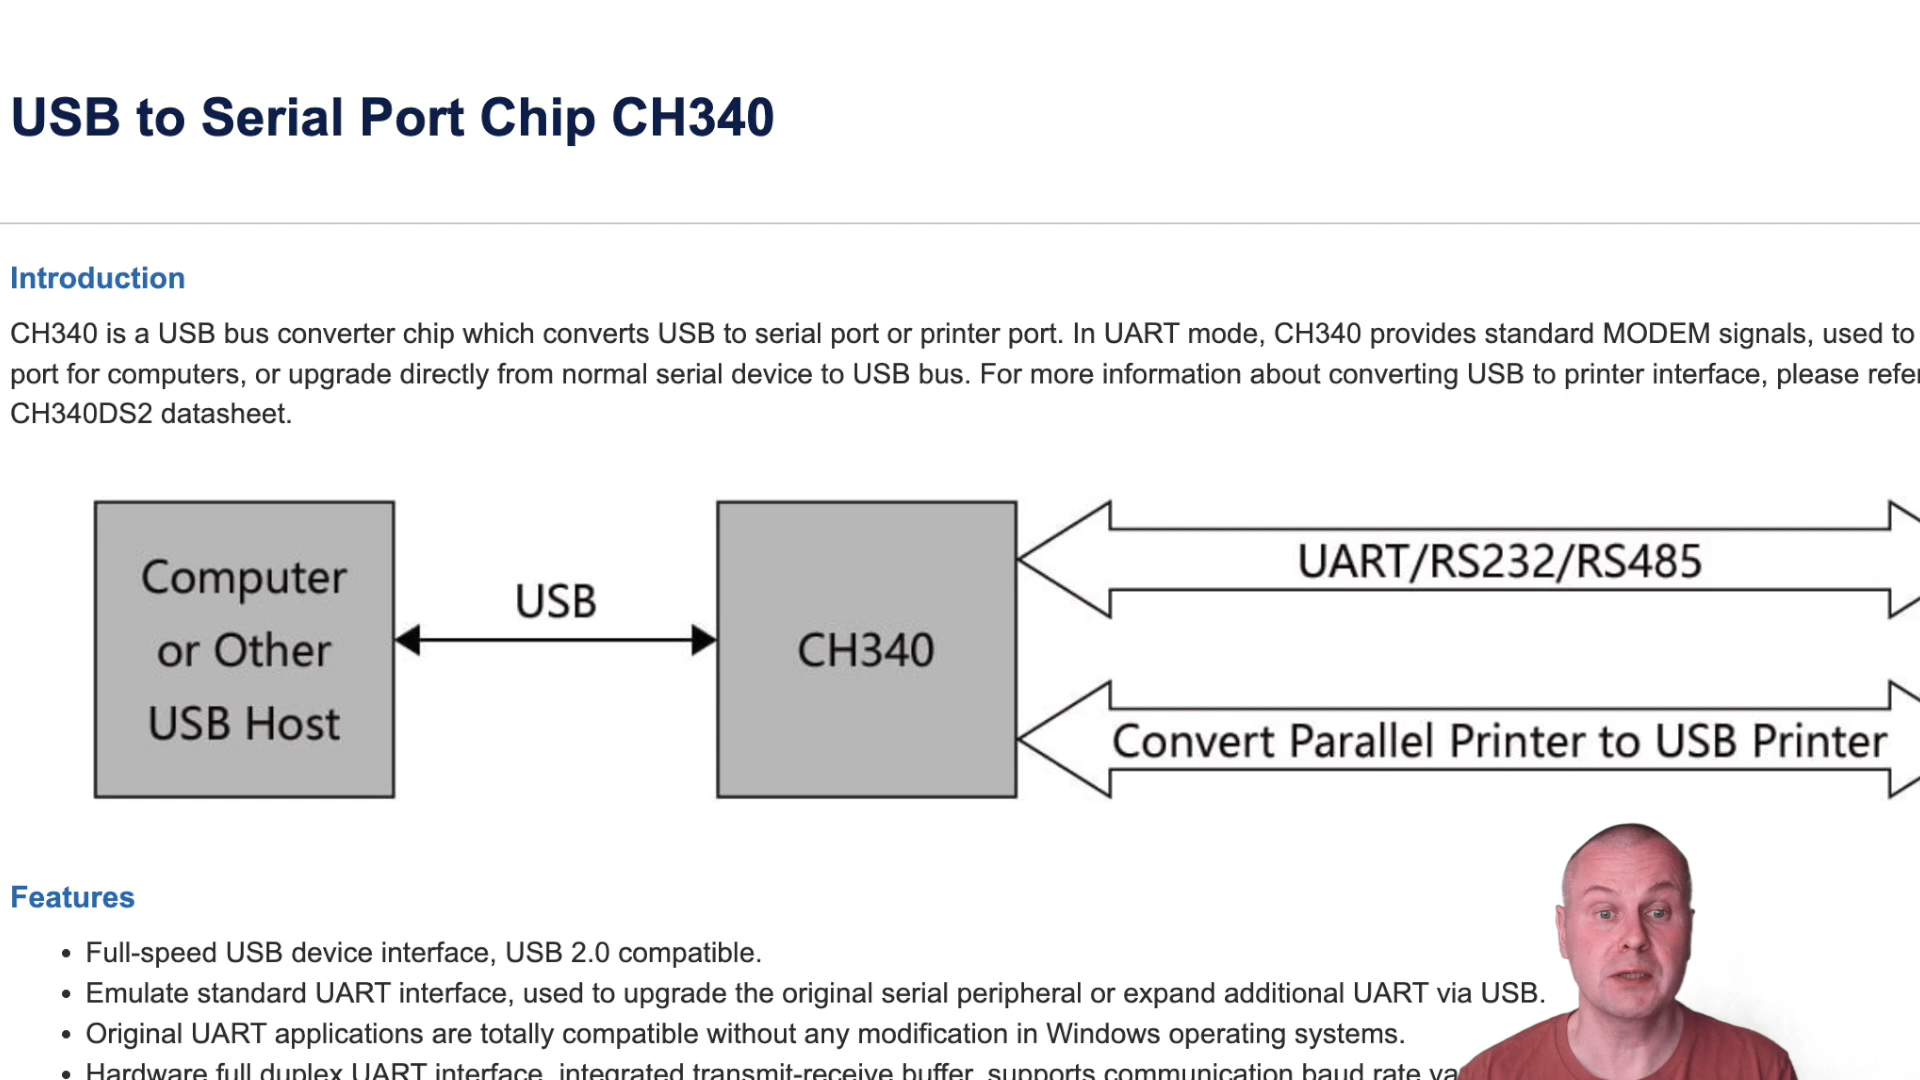 USB to Serial Port Chip CH340
Introduction
CH340 is a USB bus converter chip which converts USB to serial port or printer port. In UART mode, CH340 provides standard MODEM signals, used to
port for computers, or upgrade directly from normal serial device to USB bus. For more information about converting USB to printer interface, please refer
CH340DS2 datasheet.
Computer
or Other
USB Host
USB
CH340
UART/RS232/RS485
Convert Parallel Printer to USB Printer
Features
• Full-speed USB device interface, USB 2.0 compatible.
• Emulate standard UART interface, used to upgrade the original serial peripheral or expand additional UART via USB.
• Original UART applications are totally compatible without any modification in Windows operating systems.
• Hardware full duplex UART interface, integrated transmit-receive buffer, supports communication baud rate